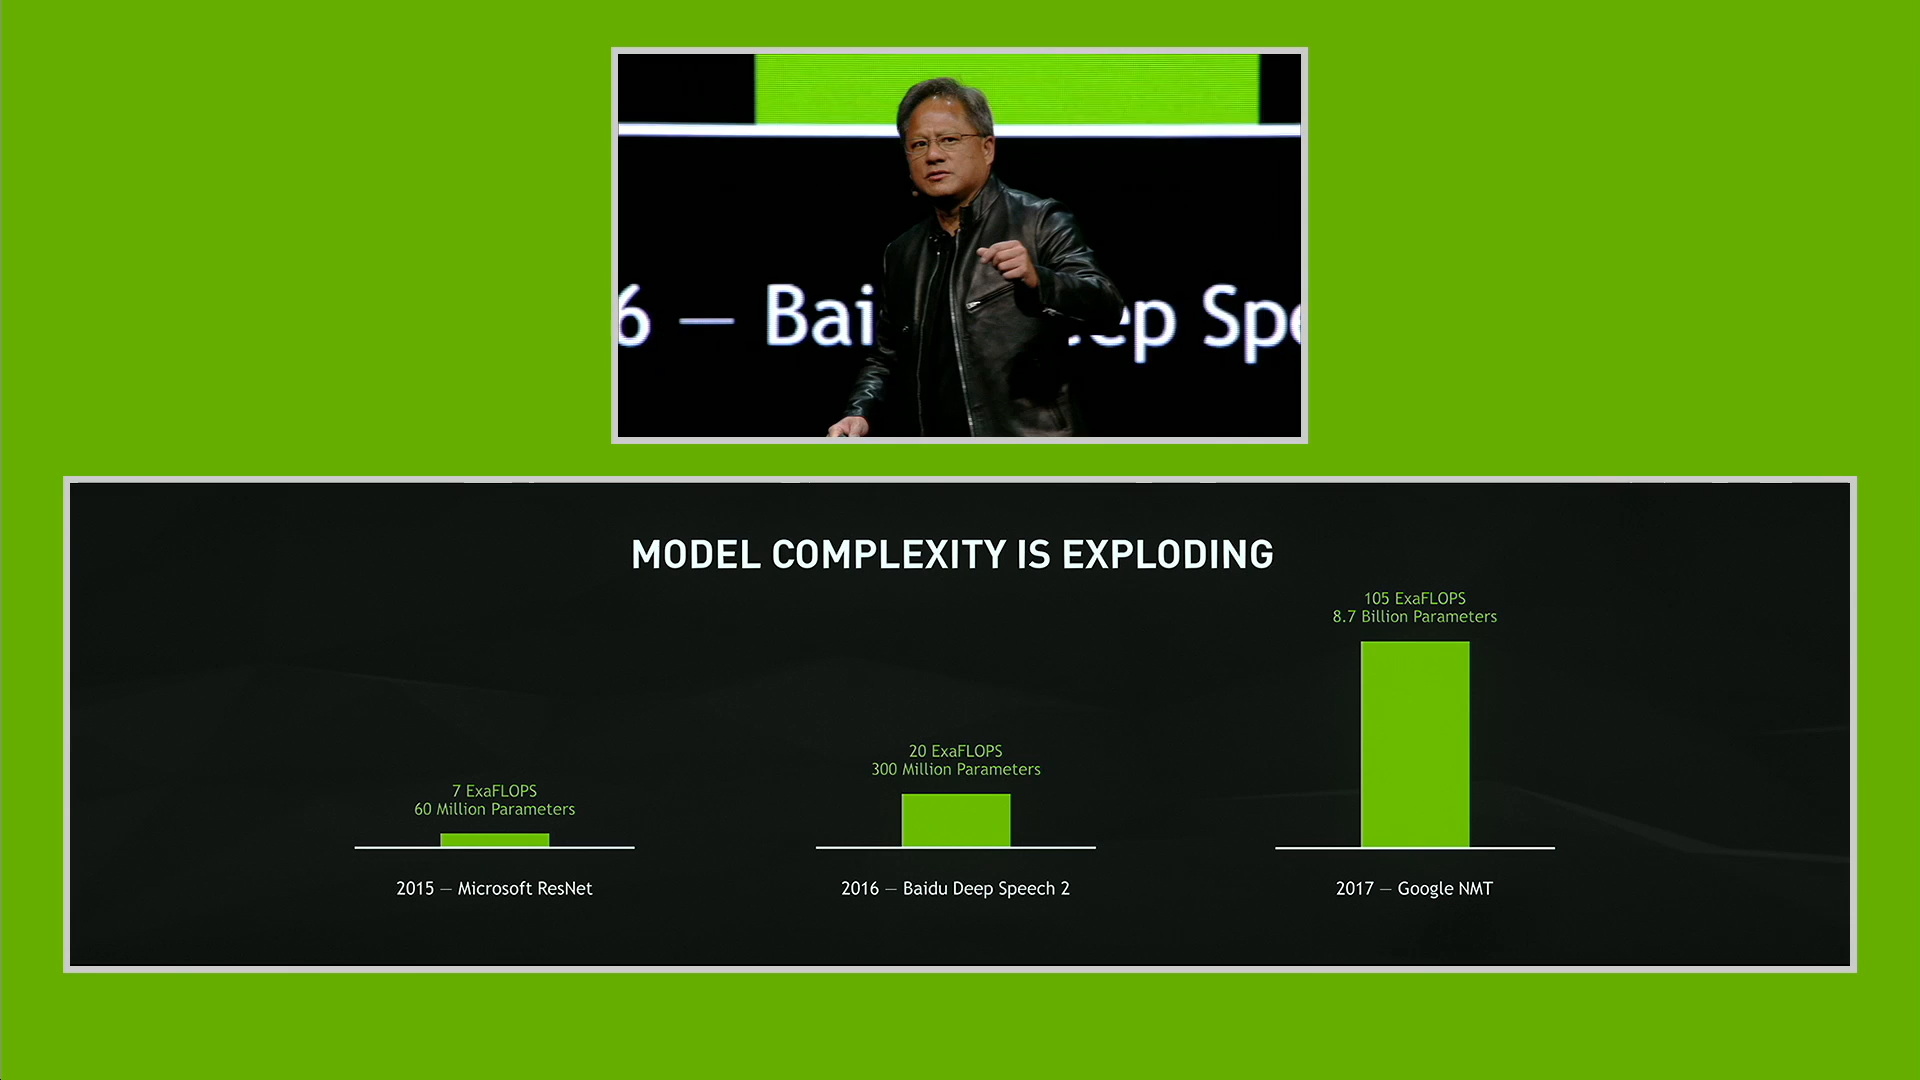 6 — Bai ep Spe
MODEL COMPLEXITY IS EXPLODING
105 ExaFLOPS
8.7 Billion Parameters
20 ExaFLOPS
300 Million Parameters
7 ExaFLOPS
60 Million Parameters
2015 — Microsoft ResNet
2016 — Baidu Deep Speech 2
2017 — Google NMT